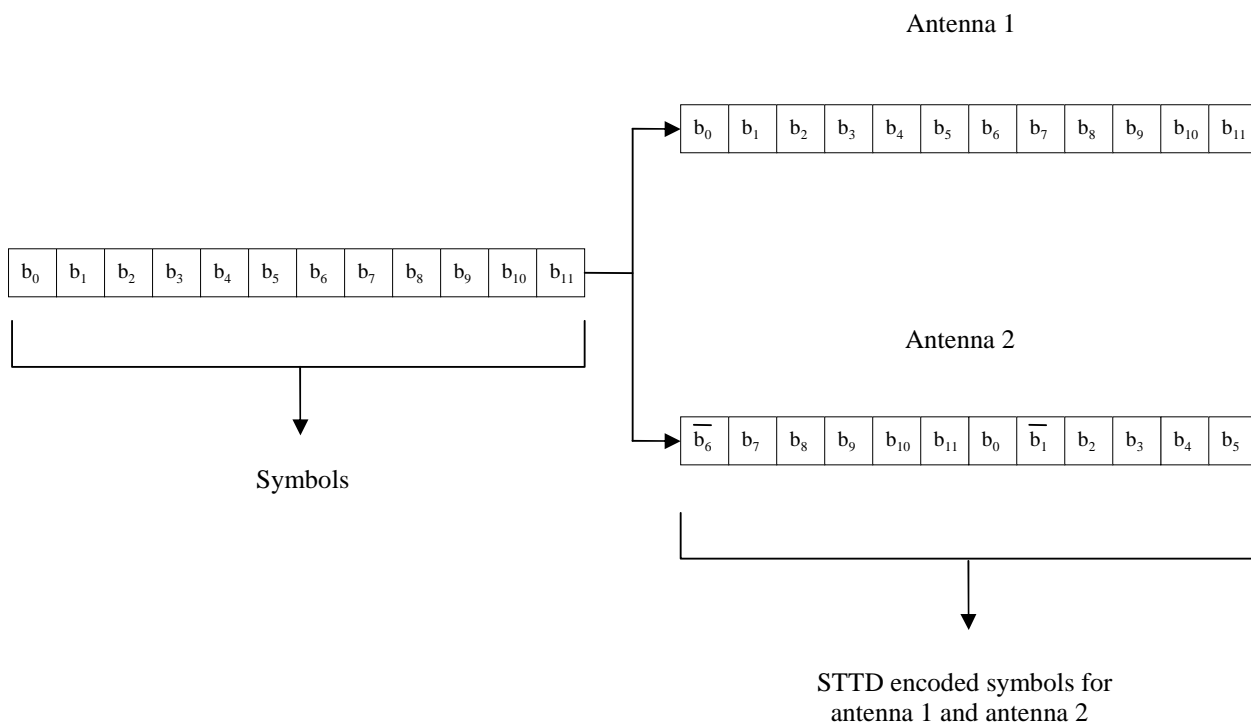 Antenna 1
b₀ b₁ b₂ b₃ b₄ b₅ b₆ b₇ b₈ b₉ b₁₀ b₁₁
b₀ b₁ b₂ b₃ b₄ b₅ b₆ b₇ b₈ b₉ b₁₀ b₁₁
Symbols
Antenna 2
b̅₆ b₇ b₈ b₉ b₁₀ b₁₁ b₀ b̅₁ b₂ b₃ b₄ b₅
STTD encoded symbols for
antenna 1 and antenna 2